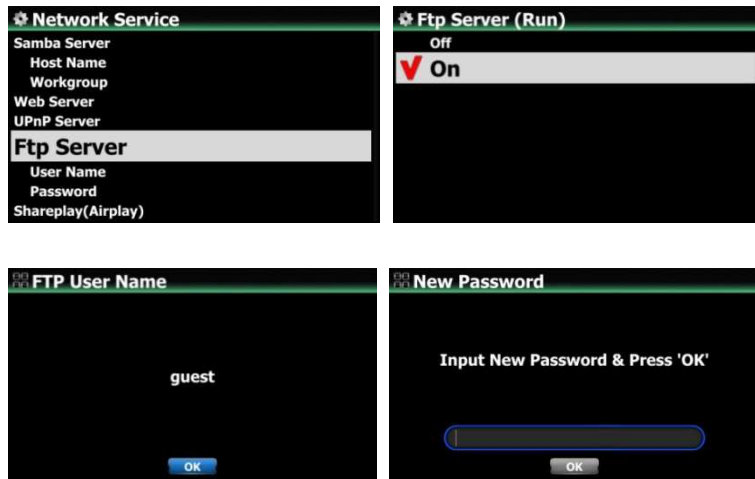 Network Service
Samba Server
Host Name
Workgroup
Web Server
UPnP Server
Ftp Server
User Name
Password
Shareplay(Airplay)
Ftp Server (Run)
Off
On
FTP User Name
guest
OK
New Password
Input New Password & Press 'OK'
OK